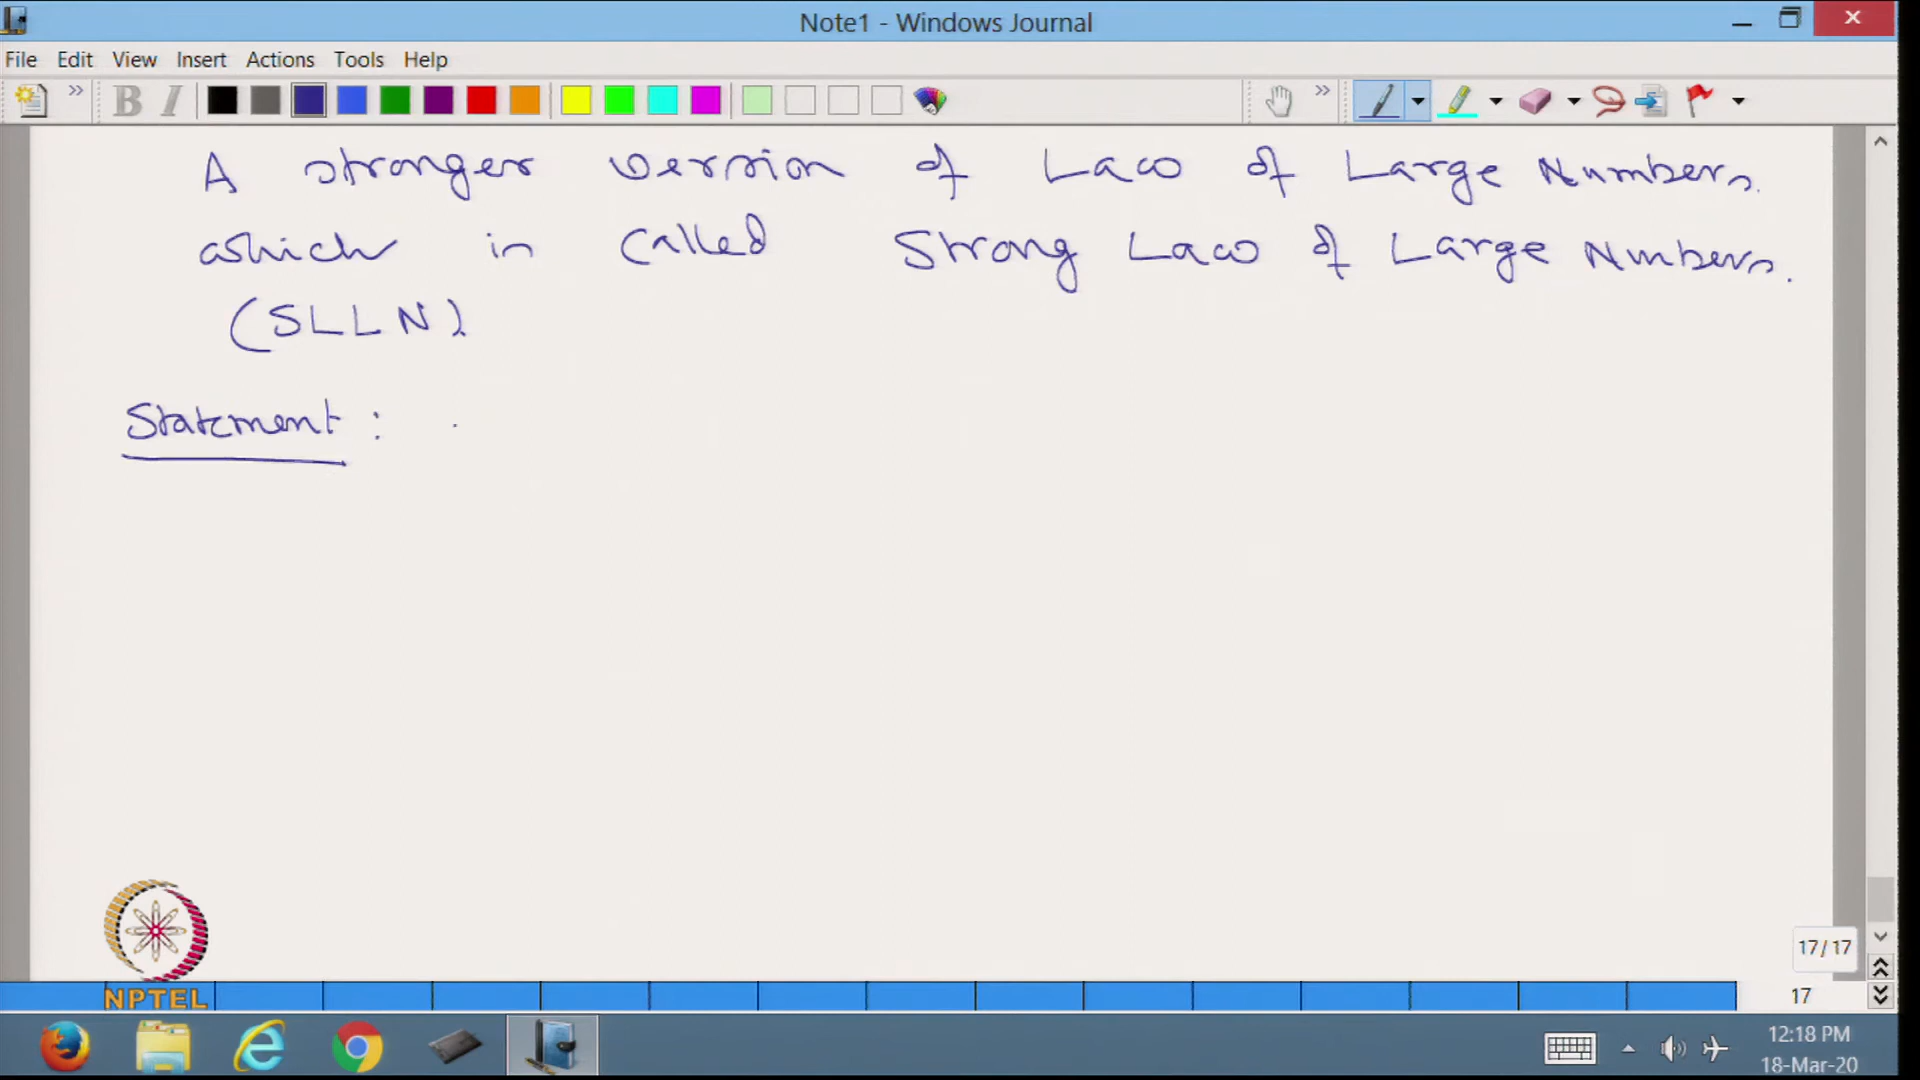 Note1 - Windows Journal
File Edit View Insert Actions Tools Help
A stronger version of Law of Large Numbers.
which is called Strong Law of Large Numbers.
(SLLN)
Statement :
17/17
NPTEL
17
12:18 PM
18-Mar-20